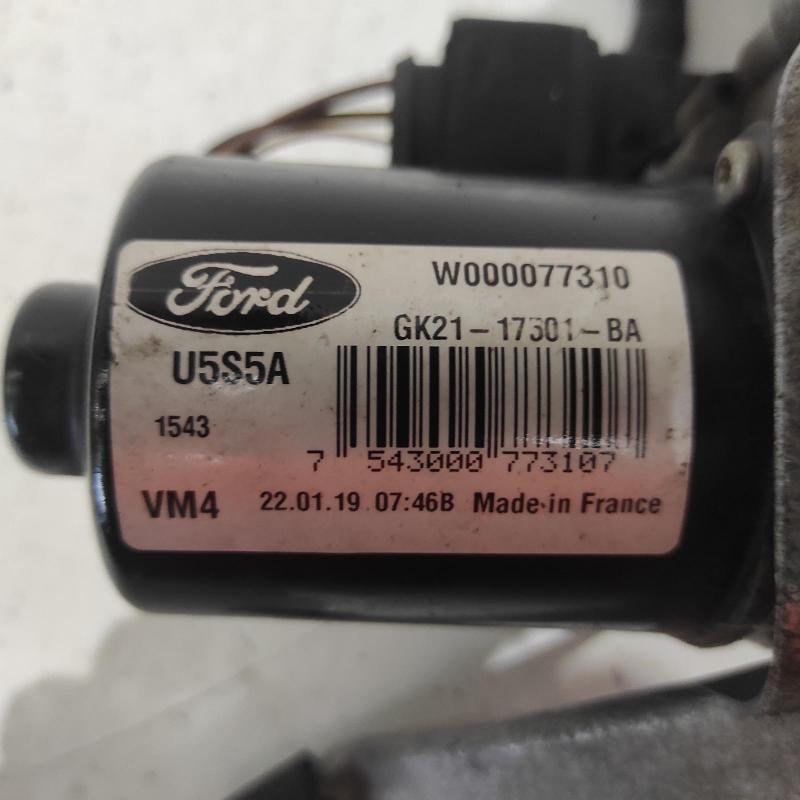 Ford
W000077310
GK21-17501-BA
U5S5A
1543
7 543000 773107
VM4 22.01.19 07:46B Made in France